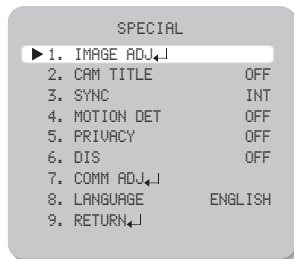 SPECIAL
▶1. IMAGE ADJ↵
2. CAM TITLE OFF
3. SYNC INT
4. MOTION DET OFF
5. PRIVACY OFF
6. DIS OFF
7. COMM ADJ↵
8. LANGUAGE ENGLISH
9. RETURN↵